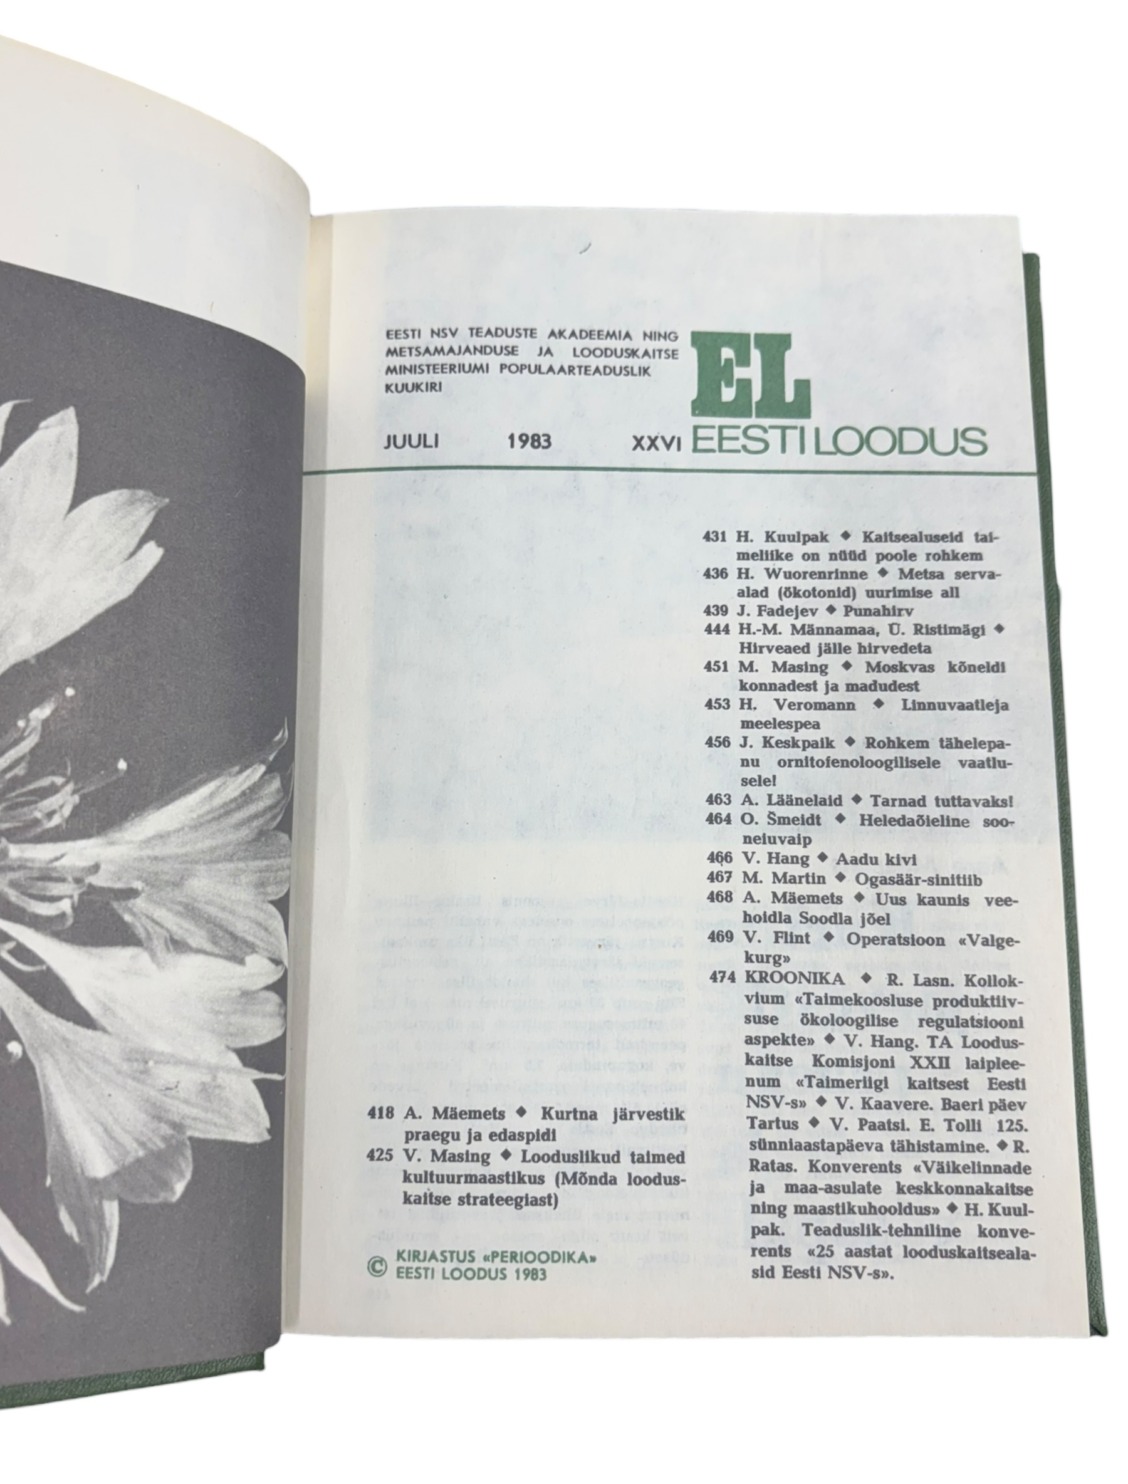 EESTI NSV TEADUSTE AKADEEMIA NING
METSAMAJANDUSE JA LOODUSKAITSE
MINISTEERIUMI POPULAARTEADUSLIK
KUUKIRI
EL
JUULI 1983 XXVI EESTI LOODUS
418 A. Mäemets ◆ Kurtna järvestik
praegu ja edaspidi
425 V. Masing ◆ Looduslikud taimed
kultuurmaastikus (Mõnda loodus-
kaitse strateegiast)
© KIRJASTUS «PERIOODIKA»
EESTI LOODUS 1983
431 H. Kuulpak ◆ Kaitsealuseid tai-
meliike on nüüd poole rohkem
436 H. Wuorenrinne ◆ Metsa serva-
alad (ökotonid) uurimise all
439 J. Fadejev ◆ Punahirv
444 H.-M. Männamaa, Ü. Ristimägi ◆
Hirveaed jälle hirvedeta
451 M. Masing ◆ Moskvas kõneldi
konnadest ja madudest
453 H. Veromann ◆ Linnuvaatleja
meelespea
456 J. Keskpaik ◆ Rohkem tähelepa-
nu ornitofenoloogilisele vaatlu-
sele!
463 A. Läänelaid ◆ Tarnad tuttavaks!
464 O. Šmeidt ◆ Heledaõieline soo-
neiuvaip
466 V. Hang ◆ Aadu kivi
467 M. Martin ◆ Ogasäär-sinitiib
468 A. Mäemets ◆ Uus kaunis vee-
hoidla Soodla jõel
469 V. Flint ◆ Operatsioon «Valge-
kurg»
474 KROONIKA ◆ R. Lasn. Kollok-
vium «Taimekoosluse produktiiv-
suse ökoloogilise regulatsiooni
aspekte» ◆ V. Hang. TA Loodus-
kaitse Komisjoni XXII laiplee-
num «Taimeriigi kaitsest Eesti
NSV-s» ◆ V. Kaavere. Baeri päev
Tartus ◆ V. Paatsi. E. Tolli 125.
sünniaastapäeva tähistamine. ◆ R.
Ratas. Konverents «Väikelinnade
ja maa-asulate keskkonnakaitse
ning maastikuhooldus» ◆ H. Kuul-
pak. Teaduslik-tehniline konve-
rents «25 aastat looduskaitseala-
sid Eesti NSV-s».